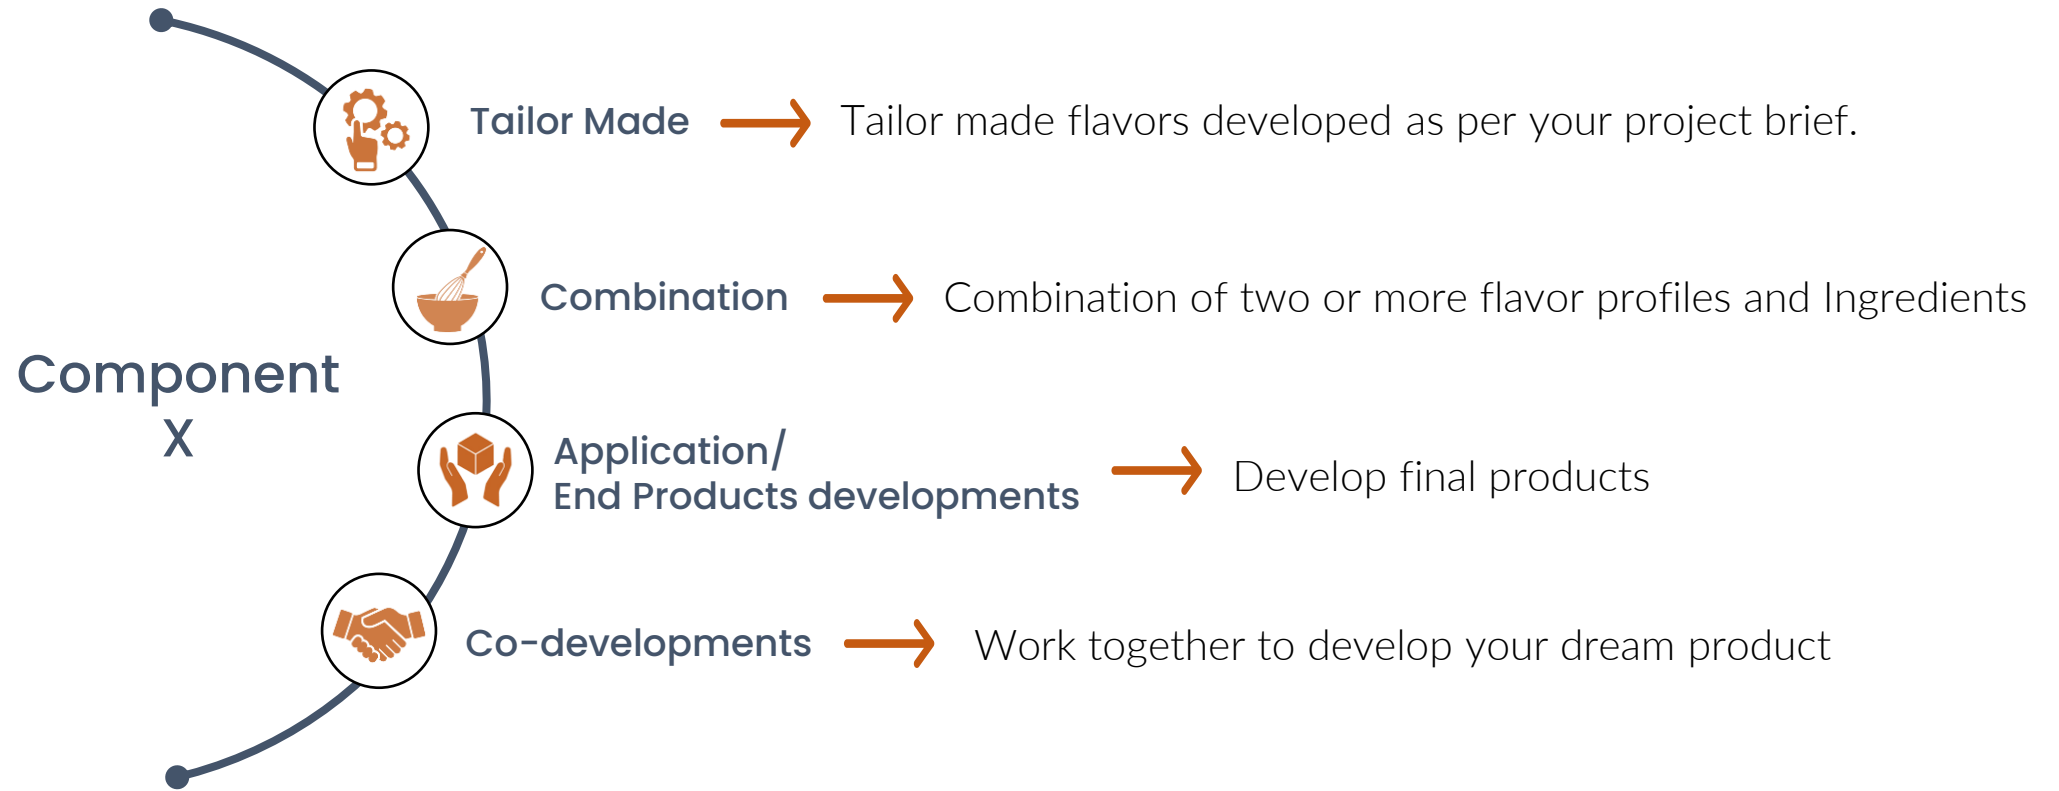 Component
X
Tailor Made
Tailor made flavors developed as per your project brief.
Combination
Combination of two or more flavor profiles and Ingredients
Application/
End Products developments
Develop final products
Co-developments
Work together to develop your dream product